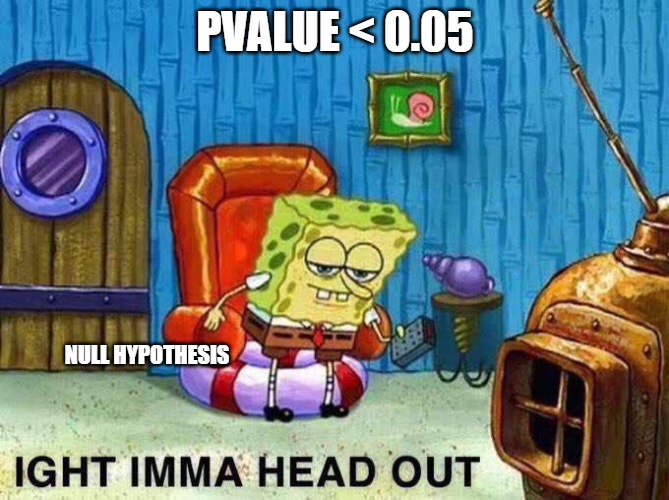 PVALUE < 0.05
NULL HYPOTHESIS
IGHT IMMA HEAD OUT